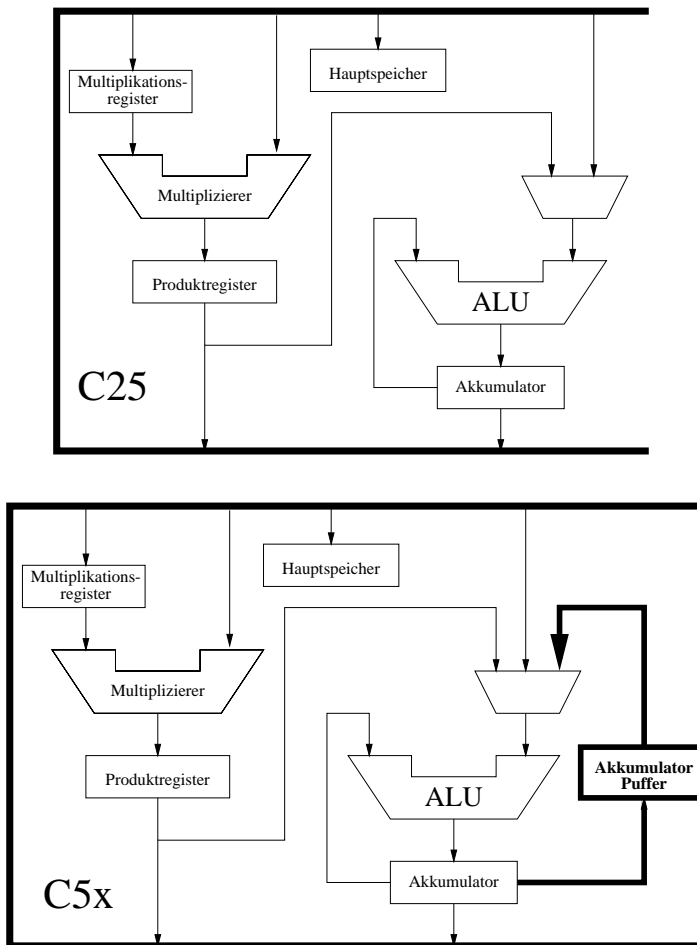 Multiplikations-
register
Hauptspeicher
Multiplizierer
Produktregister
ALU
C25
Akkumulator
Multiplikations-
register
Hauptspeicher
Multiplizierer
Produktregister
ALU
Akkumulator
Puffer
C5x
Akkumulator